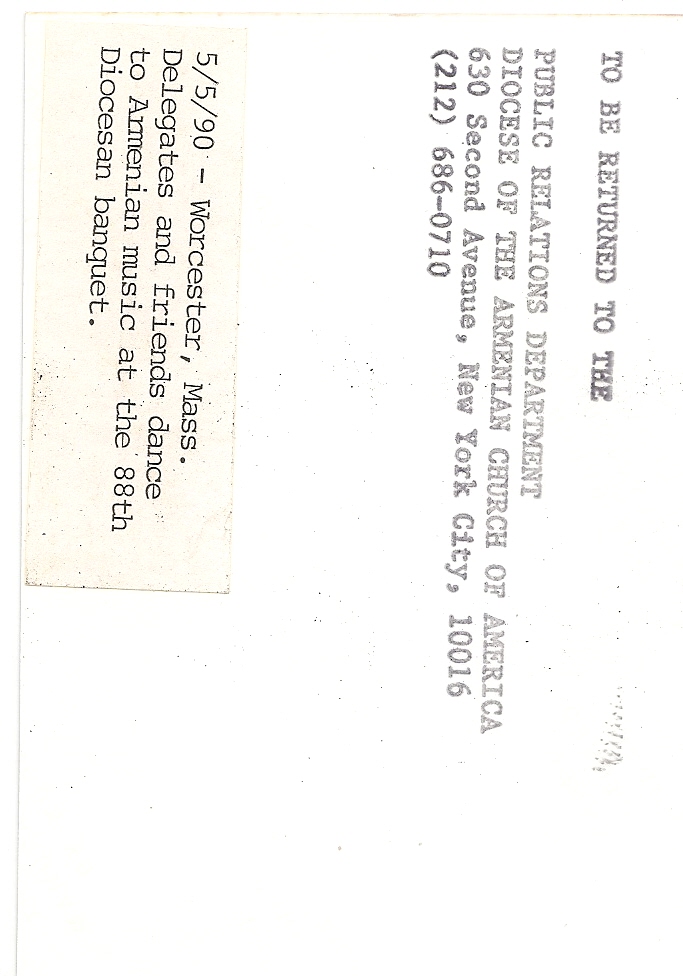 TO BE RETURNED TO THE
PUBLIC RELATIONS DEPARTMENT
DIOCESE OF THE ARMENIAN CHURCH OF AMERICA
630 Second Avenue, New York City, 10016
(212) 686-0710
5/5/90 - Worcester, Mass.
Delegates and friends dance
to Armenian music at the 88th
Diocesan banquet.